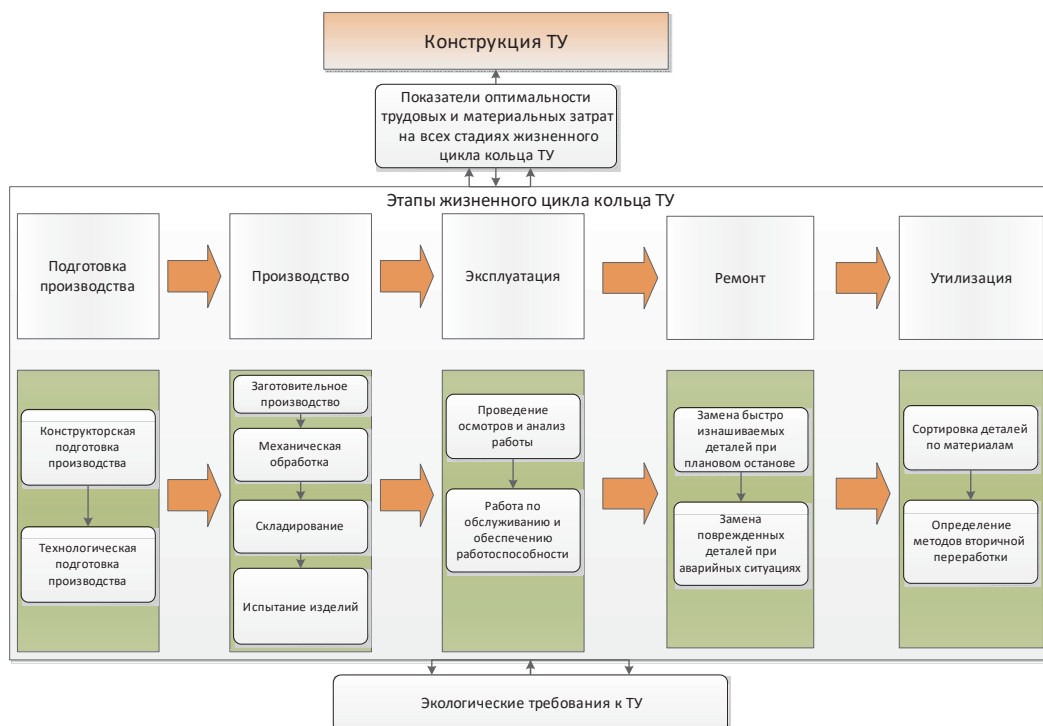 Конструкция ТУ
Показатели оптимальности
трудовых и материальных затрат
на всех стадиях жизненного
цикла кольца ТУ
Этапы жизненного цикла кольца ТУ
Подготовка
производства
Производство
Эксплуатация
Ремонт
Утилизация
Конструкторская
подготовка
производства
Технологическая
подготовка
производства
Заготовительное
производство
Механическая
обработка
Складирование
Испытание изделий
Проведение
осмотров и анализ
работы
Работа по
обслуживанию и
обеспечению
работоспособности
Замена быстро
изнашиваемых
деталей при
плановом останове
Замена
поврежденных
деталей при
аварийных ситуациях
Сортировка деталей
по материалам
Определение
методов вторичной
переработки
Экологические требования к ТУ